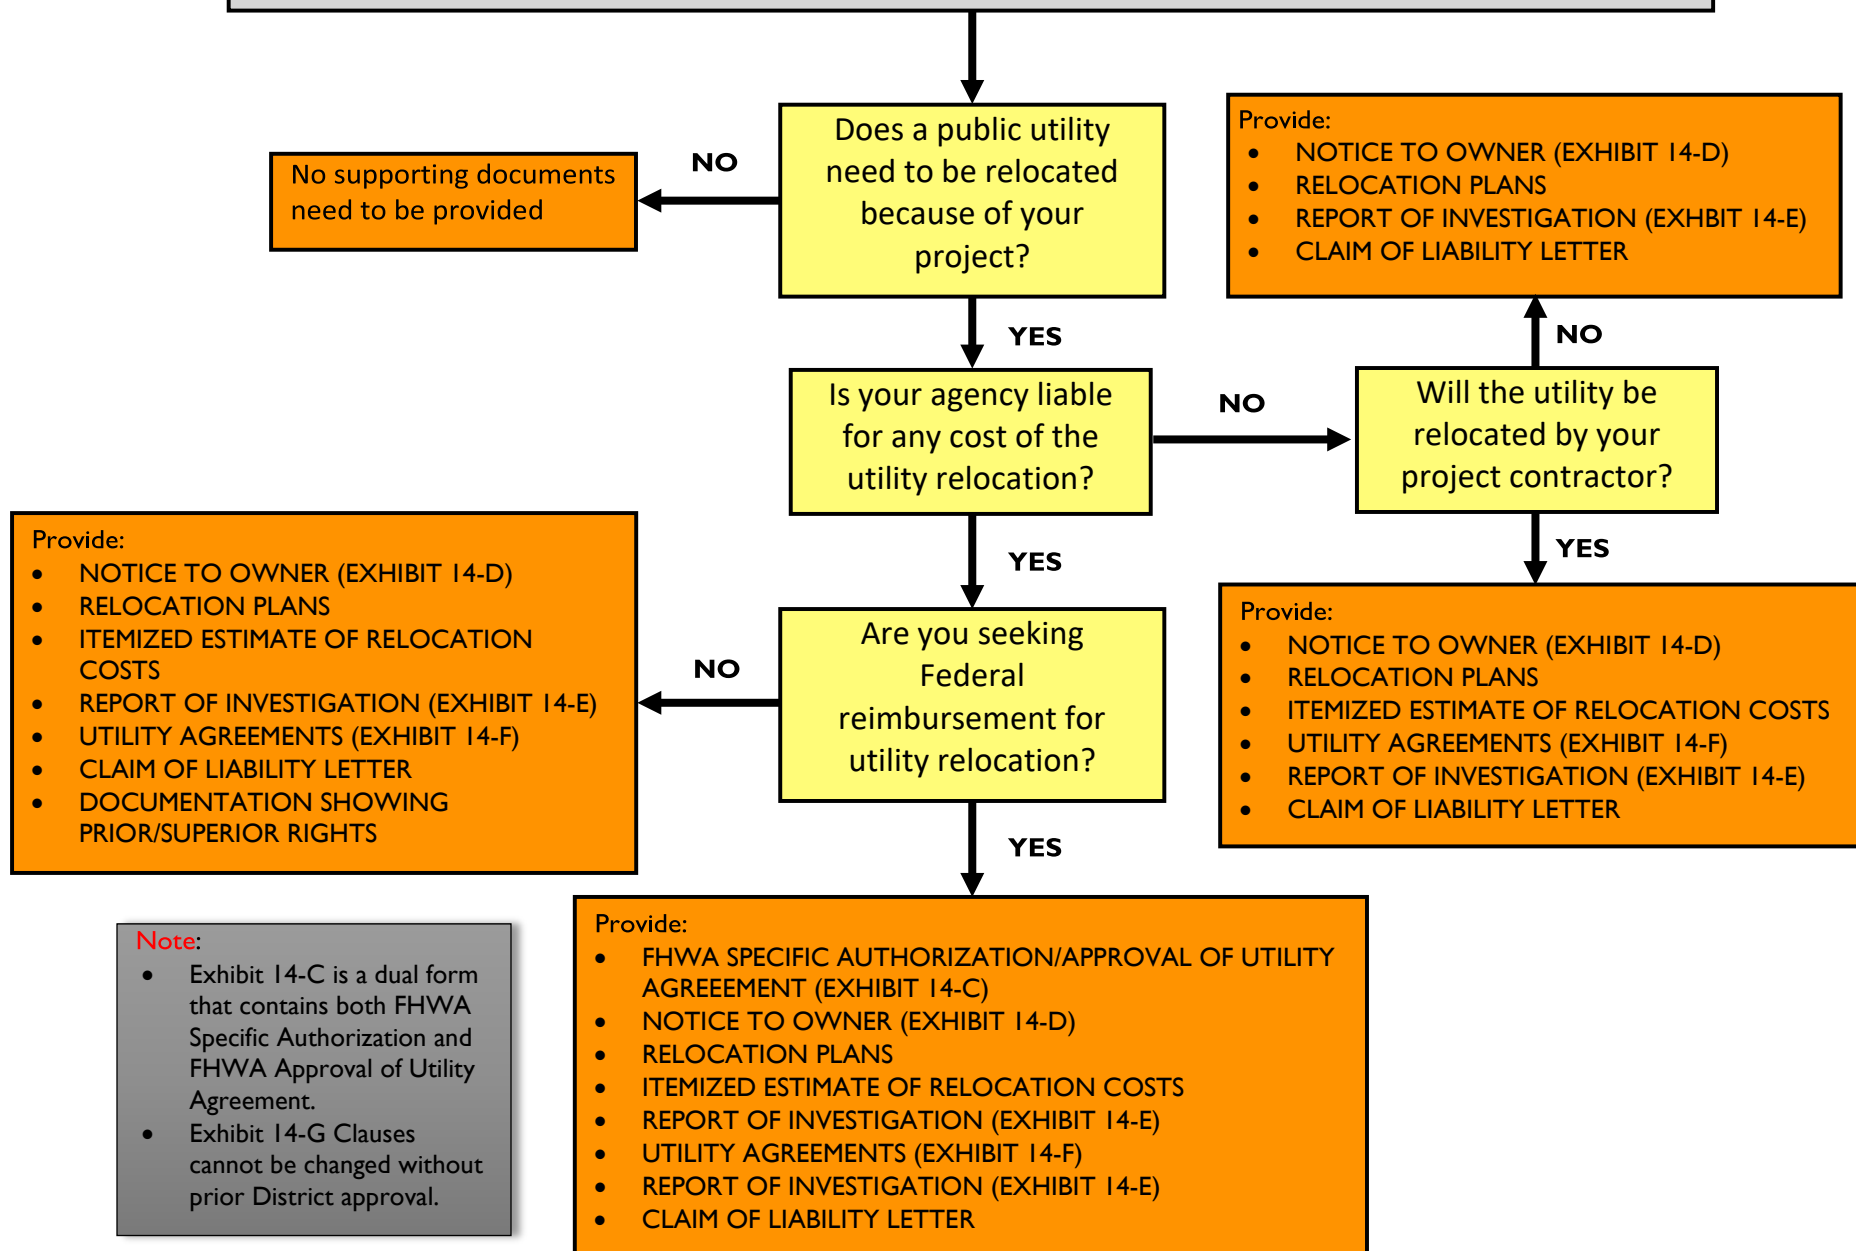 Does a public utility
need to be relocated
because of your
project?
NO
No supporting documents
need to be provided
YES
Is your agency liable
for any cost of the
utility relocation?
NO
Will the utility be
relocated by your
project contractor?
NO
Provide:
• NOTICE TO OWNER (EXHIBIT 14-D)
• RELOCATION PLANS
• REPORT OF INVESTIGATION (EXHBIT 14-E)
• CLAIM OF LIABILITY LETTER
YES
Provide:
• NOTICE TO OWNER (EXHIBIT 14-D)
• RELOCATION PLANS
• ITEMIZED ESTIMATE OF RELOCATION COSTS
• UTILITY AGREEMENTS (EXHIBIT 14-F)
• REPORT OF INVESTIGATION (EXHIBIT 14-E)
• CLAIM OF LIABILITY LETTER
YES
Are you seeking
Federal
reimbursement for
utility relocation?
NO
Provide:
• NOTICE TO OWNER (EXHIBIT 14-D)
• RELOCATION PLANS
• ITEMIZED ESTIMATE OF RELOCATION
COSTS
• REPORT OF INVESTIGATION (EXHIBIT 14-E)
• UTILITY AGREEMENTS (EXHIBIT 14-F)
• CLAIM OF LIABILITY LETTER
• DOCUMENTATION SHOWING
PRIOR/SUPERIOR RIGHTS
YES
Provide:
• FHWA SPECIFIC AUTHORIZATION/APPROVAL OF UTILITY
AGREEEMENT (EXHIBIT 14-C)
• NOTICE TO OWNER (EXHIBIT 14-D)
• RELOCATION PLANS
• ITEMIZED ESTIMATE OF RELOCATION COSTS
• REPORT OF INVESTIGATION (EXHIBIT 14-E)
• UTILITY AGREEMENTS (EXHIBIT 14-F)
• REPORT OF INVESTIGATION (EXHIBIT 14-E)
• CLAIM OF LIABILITY LETTER
Note:
• Exhibit 14-C is a dual form
that contains both FHWA
Specific Authorization and
FHWA Approval of Utility
Agreement.
• Exhibit 14-G Clauses
cannot be changed without
prior District approval.